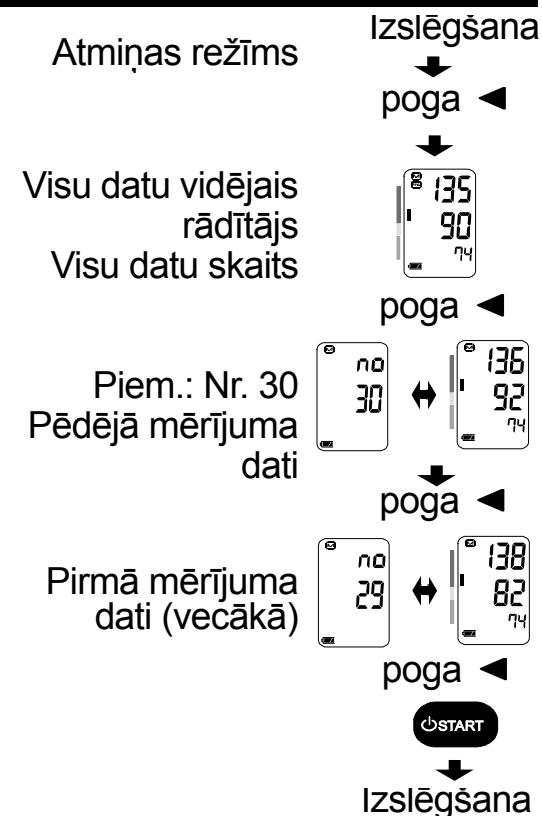 Izslēgšana
Atmiņas režīms
poga ◄
Visu datu vidējais
rādītājs
Visu datu skaits
135
90
74
poga ◄
Piem.: Nr. 30
Pēdējā mērījuma
dati
no
30
136
92
74
poga ◄
Pirmā mērījuma
dati (vecākā)
no
29
138
82
74
poga ◄
START
Izslēgšana